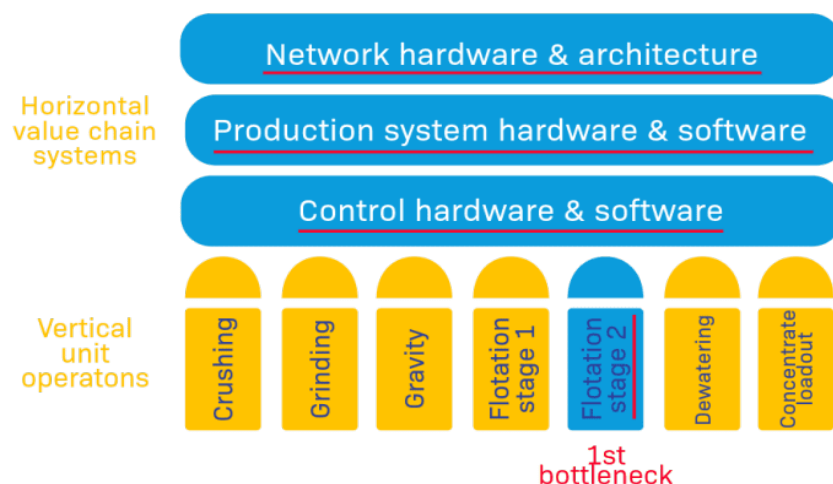 Network hardware & architecture
Horizontal
value chain
systems
Production system hardware & software
Control hardware & software
Vertical
unit
operatons
Crushing
Grinding
Gravity
Flotation
stage 1
Flotation
stage 2
Dewatering
Concentrate
loadout
1st
bottleneck